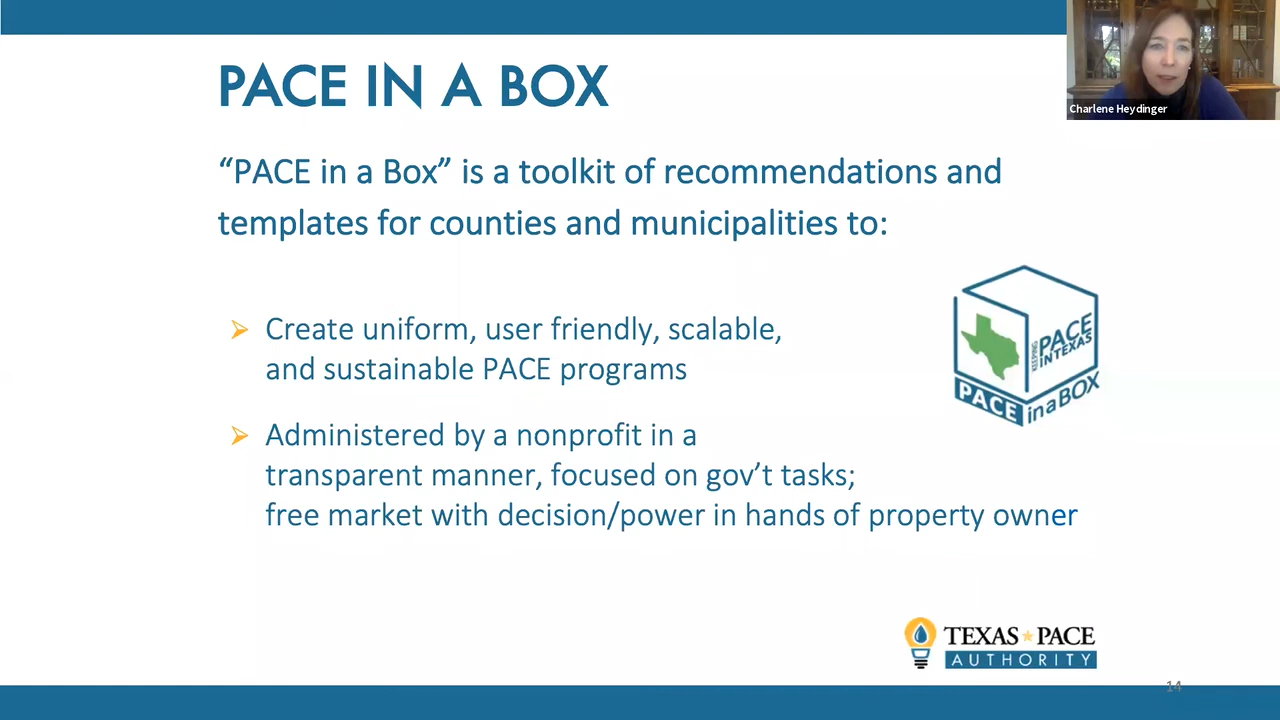 PACE IN A BOX
Charlene Heydinger
“PACE in a Box” is a toolkit of recommendations and
templates for counties and municipalities to:
➢ Create uniform, user friendly, scalable,
and sustainable PACE programs
KEEPING
PACE
IN TEXAS
PACE in a BOX
➢ Administered by a nonprofit in a
transparent manner, focused on gov’t tasks;
free market with decision/power in hands of property owner
TEXAS PACE
AUTHORITY
14